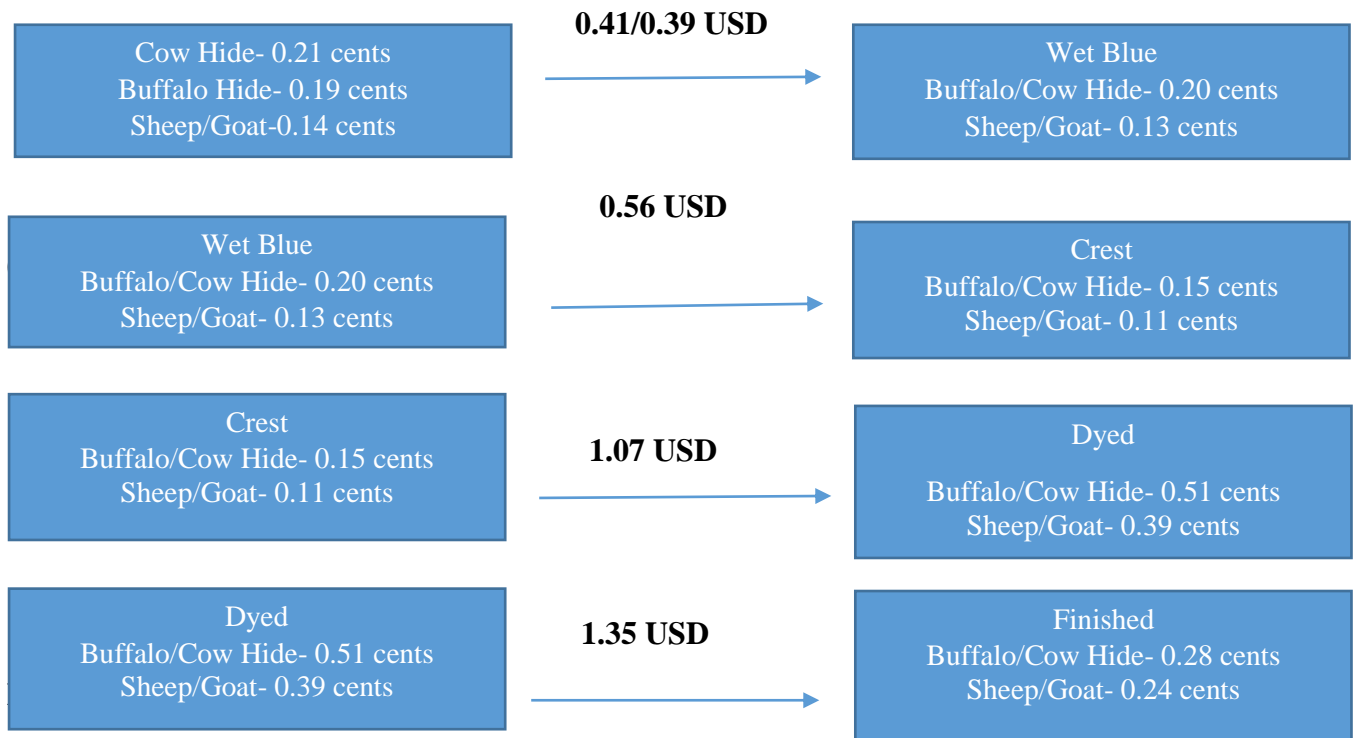 0.41/0.39 USD
Cow Hide- 0.21 cents
Buffalo Hide- 0.19 cents
Sheep/Goat-0.14 cents
Wet Blue
Buffalo/Cow Hide- 0.20 cents
Sheep/Goat- 0.13 cents
0.56 USD
Wet Blue
Buffalo/Cow Hide- 0.20 cents
Sheep/Goat- 0.13 cents
Crest
Buffalo/Cow Hide- 0.15 cents
Sheep/Goat- 0.11 cents
Crest
Buffalo/Cow Hide- 0.15 cents
Sheep/Goat- 0.11 cents
1.07 USD
Dyed
Buffalo/Cow Hide- 0.51 cents
Sheep/Goat- 0.39 cents
Dyed
Buffalo/Cow Hide- 0.51 cents
Sheep/Goat- 0.39 cents
1.35 USD
Finished
Buffalo/Cow Hide- 0.28 cents
Sheep/Goat- 0.24 cents